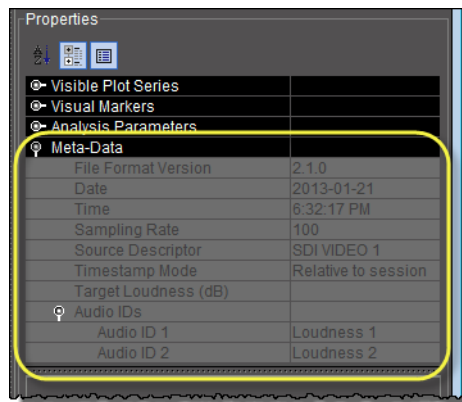 Properties
Visible Plot Series
Visual Markers
Analysis Parameters
Meta-Data
File Format Version 2.1.0
Date 2013-01-21
Time 6:32:17 PM
Sampling Rate 100
Source Descriptor SDI VIDEO 1
Timestamp Mode Relative to session
Target Loudness (dB)
Audio IDs
Audio ID 1 Loudness 1
Audio ID 2 Loudness 2